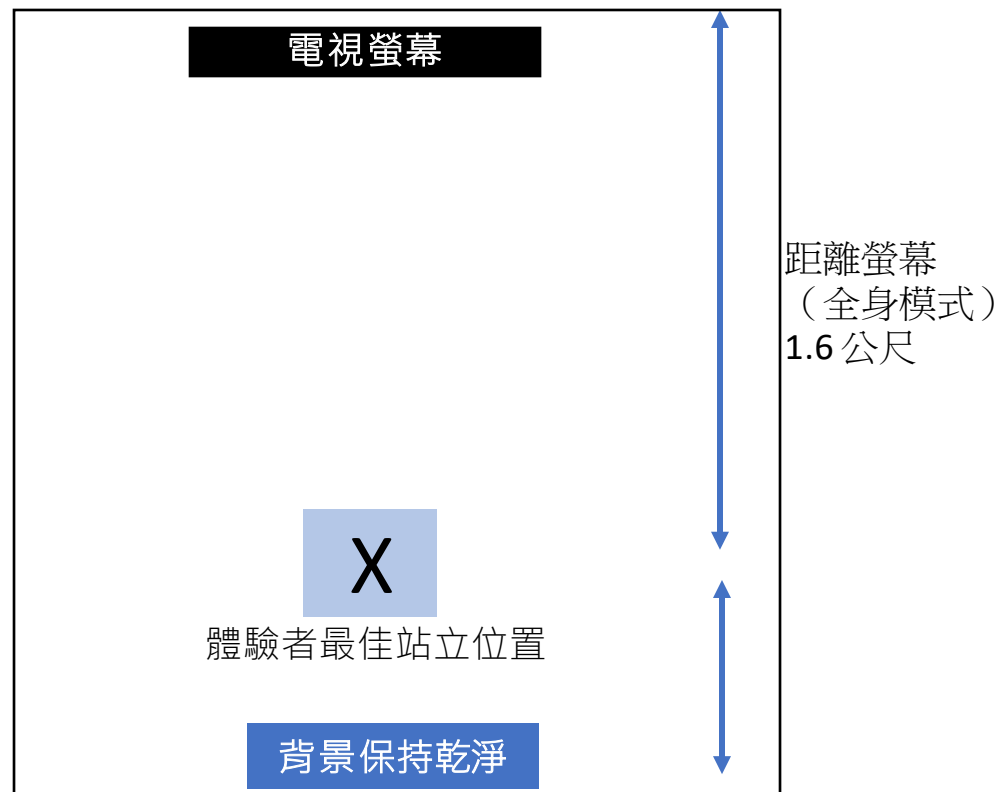 電視螢幕
距離螢幕
（全身模式）
1.6公尺
X
體驗者最佳站立位置
背景保持乾淨